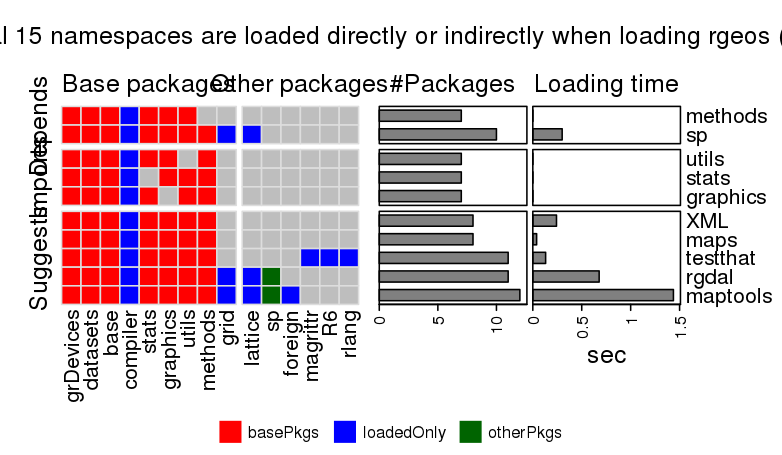 l 15 namespaces are loaded directly or indirectly when loading rgeos (
Base packages
Other packages
#Packages
Loading time
Depends
Imports
Suggests
methods
sp
utils
stats
graphics
XML
maps
testthat
rgdal
maptools
grDevices
datasets
base
compiler
stats
graphics
utils
methods
grid
lattice
sp
foreign
magrittr
R6
rlang
0
5
10
0
0.5
1
1.5
sec
basePkgs
loadedOnly
otherPkgs